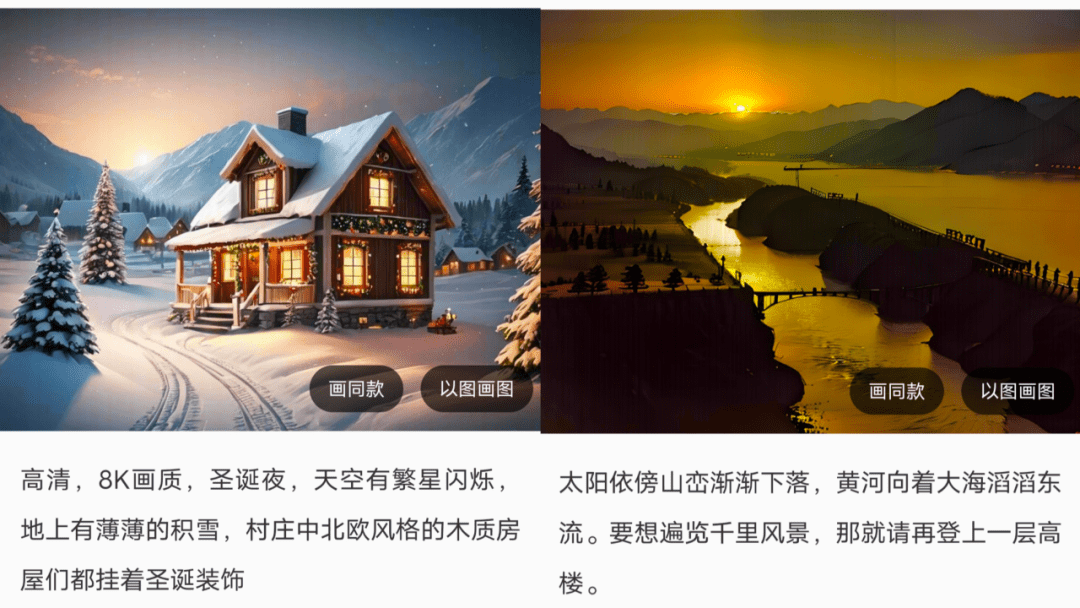 画同款
以图画图
画同款
以图画图
高清，8K画质，圣诞夜，天空有繁星闪烁，
地上有薄薄的积雪，村庄中北欧风格的木质房
屋们都挂着圣诞装饰
太阳依傍山峦渐渐下落，黄河向着大海滔滔东
流。要想遍览千里风景，那就请再登上一层高
楼。